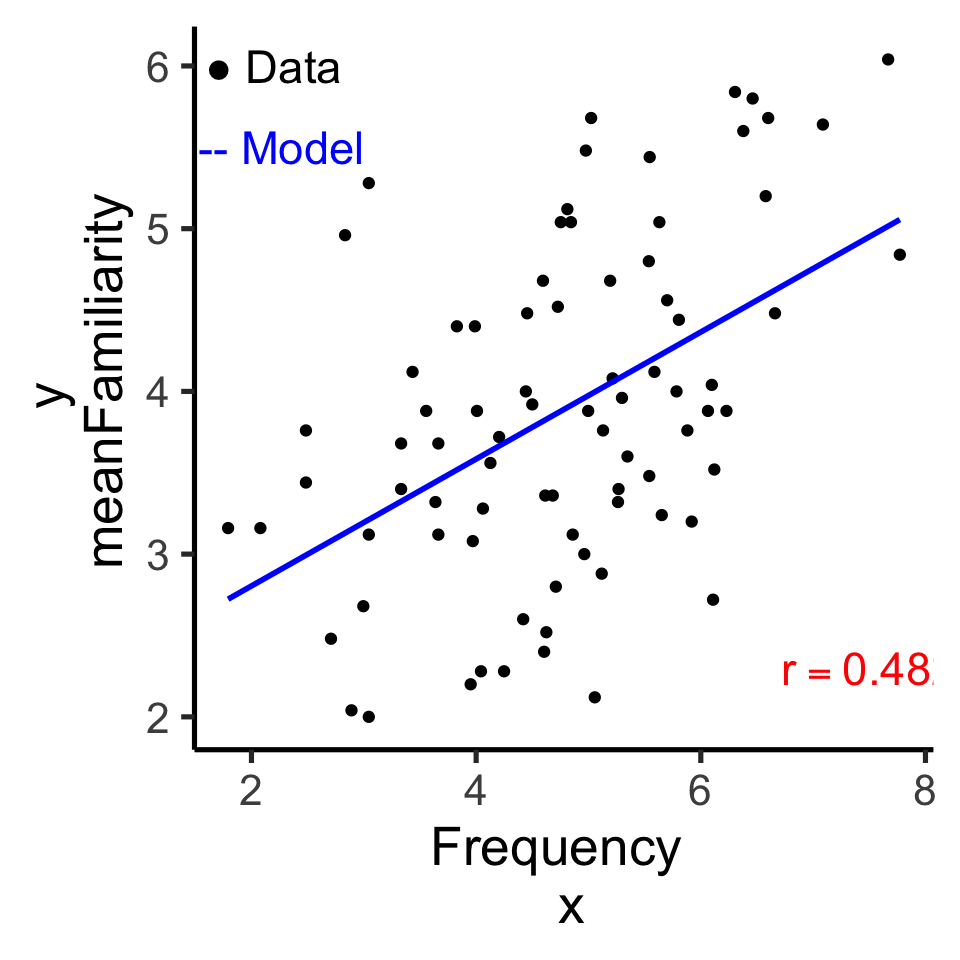 6
Data
-- Model
5
y
meanFamiliarity
4
3
r = 0.48
2
2 4 6 8
Frequency
x